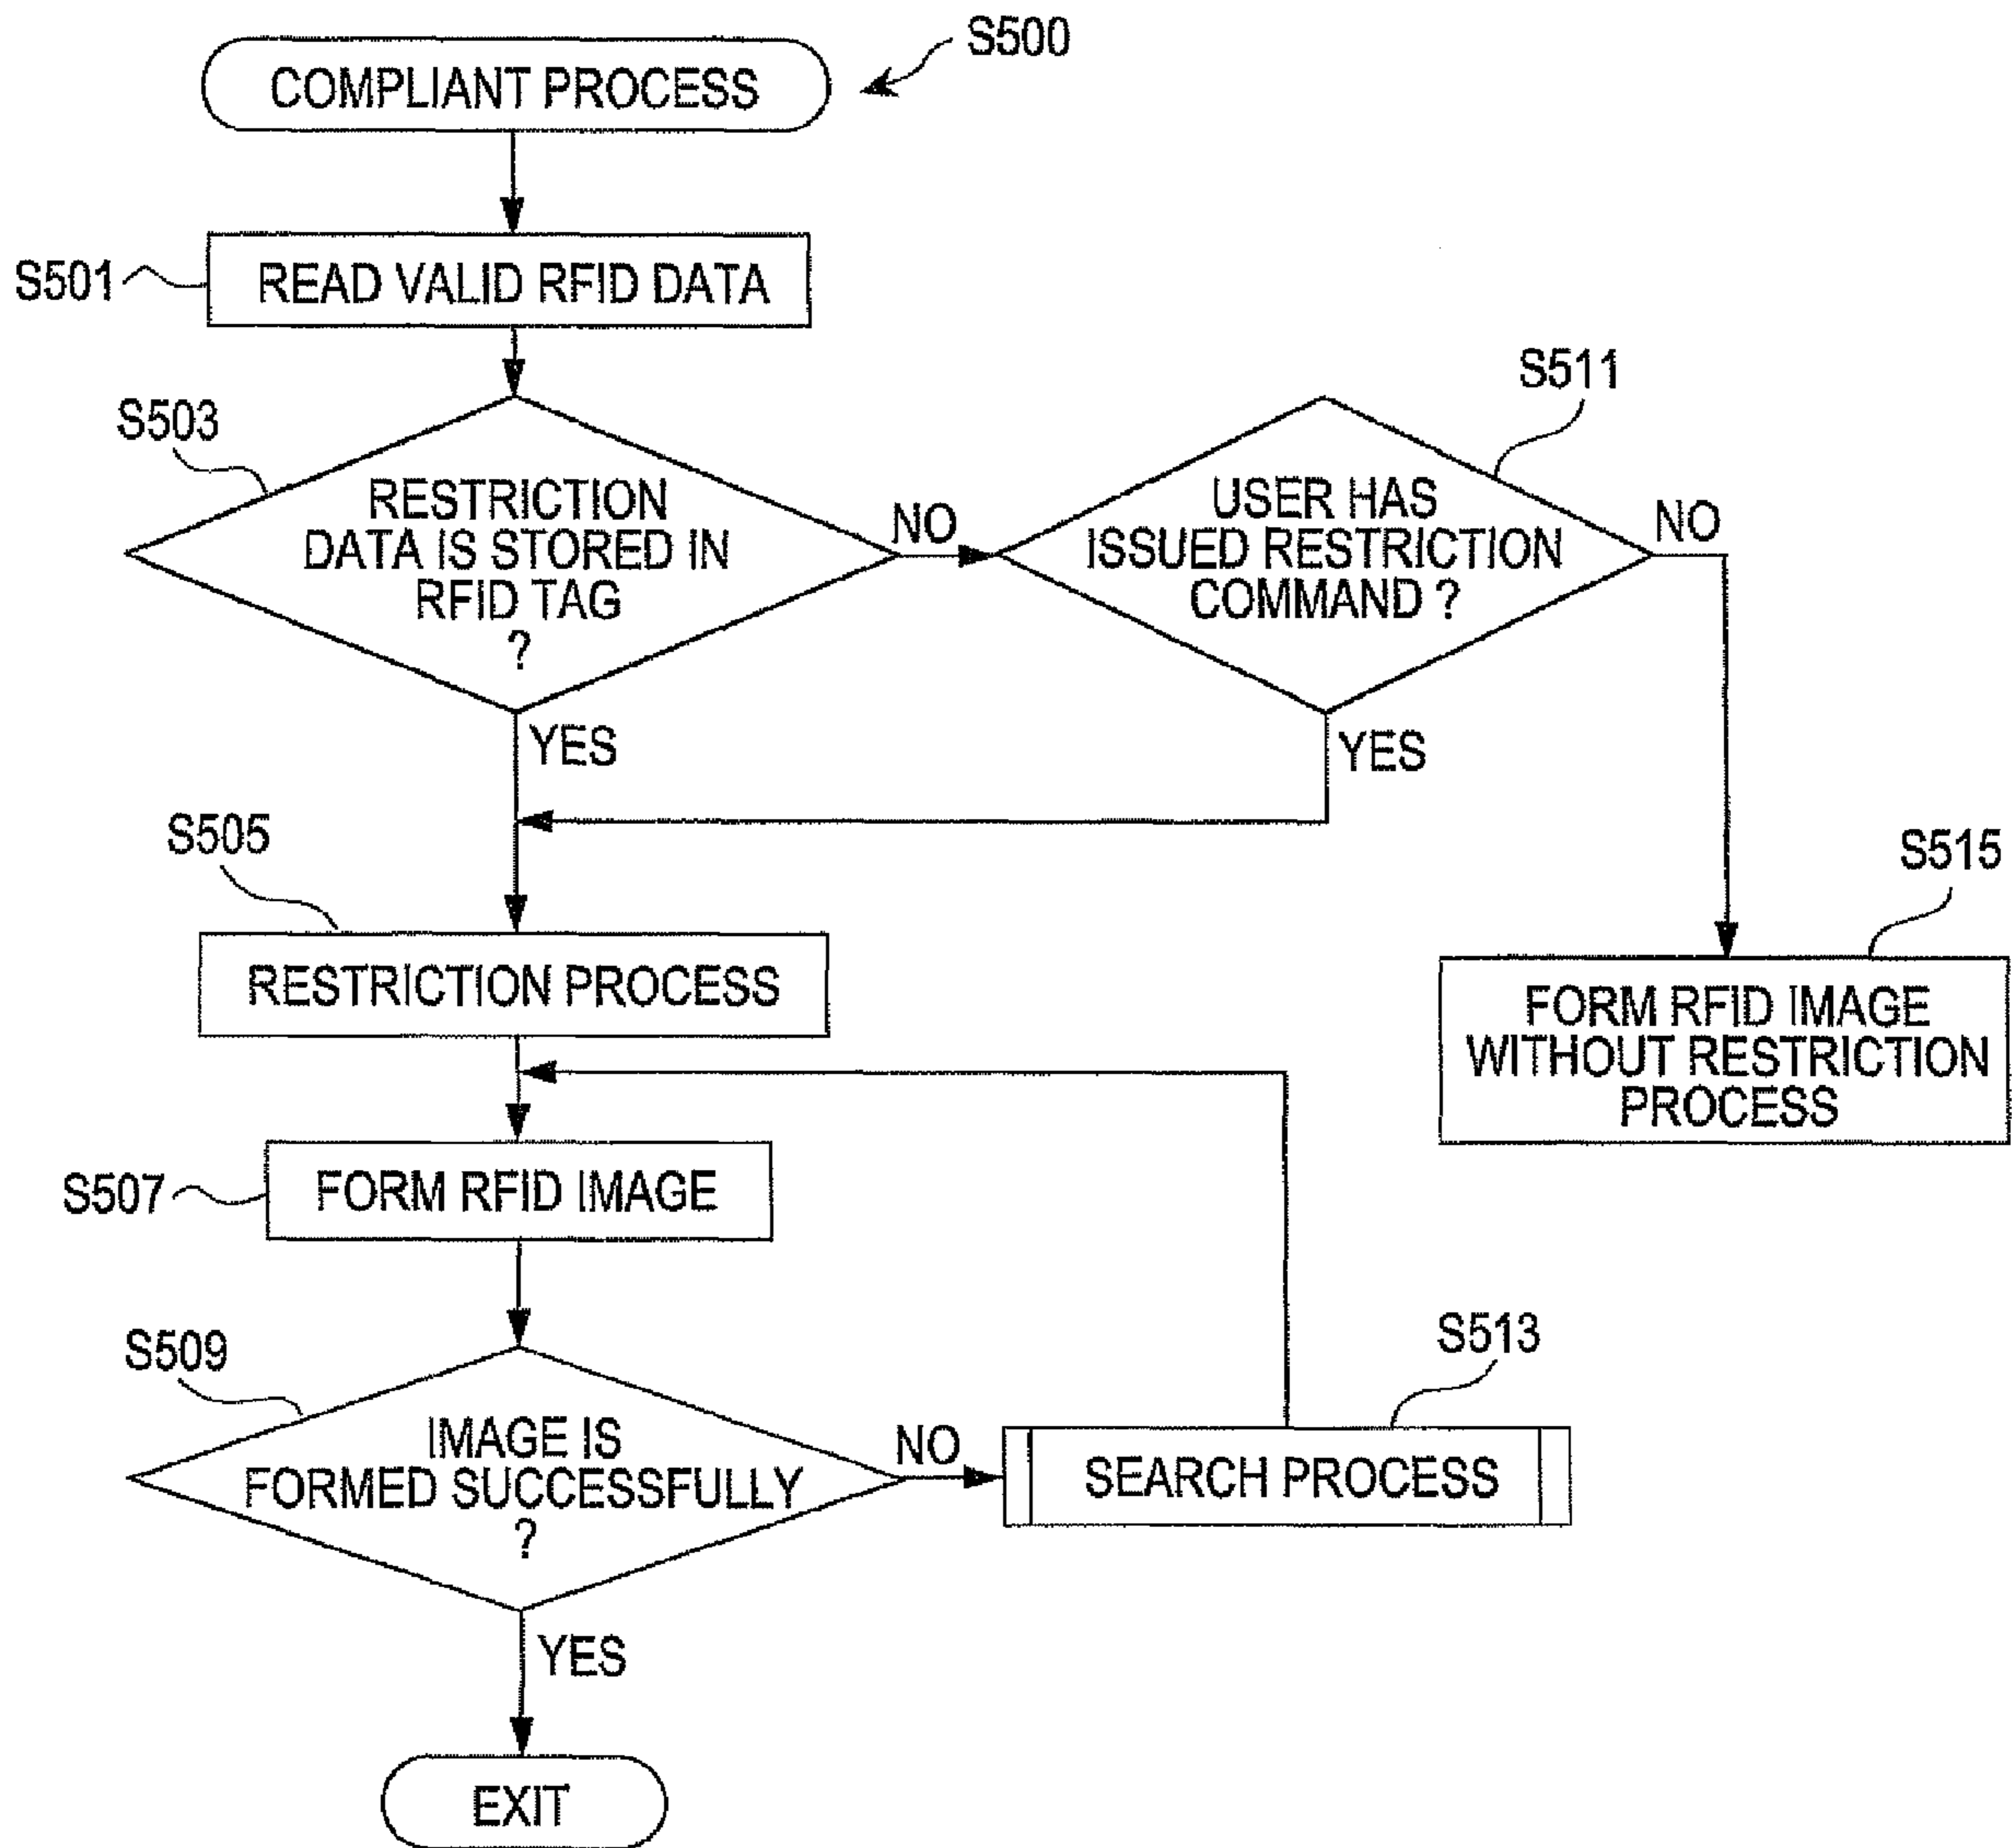 S500
COMPLIANT PROCESS
S501
READ VALID RFID DATA
S503
RESTRICTION
DATA IS STORED IN
RFID TAG
?
NO
YES
S511
USER HAS
ISSUED RESTRICTION
COMMAND ?
NO
YES
S505
RESTRICTION PROCESS
S515
FORM RFID IMAGE
WITHOUT RESTRICTION
PROCESS
S507
FORM RFID IMAGE
S509
IMAGE IS
FORMED SUCCESSFULLY
?
NO
S513
SEARCH PROCESS
YES
EXIT